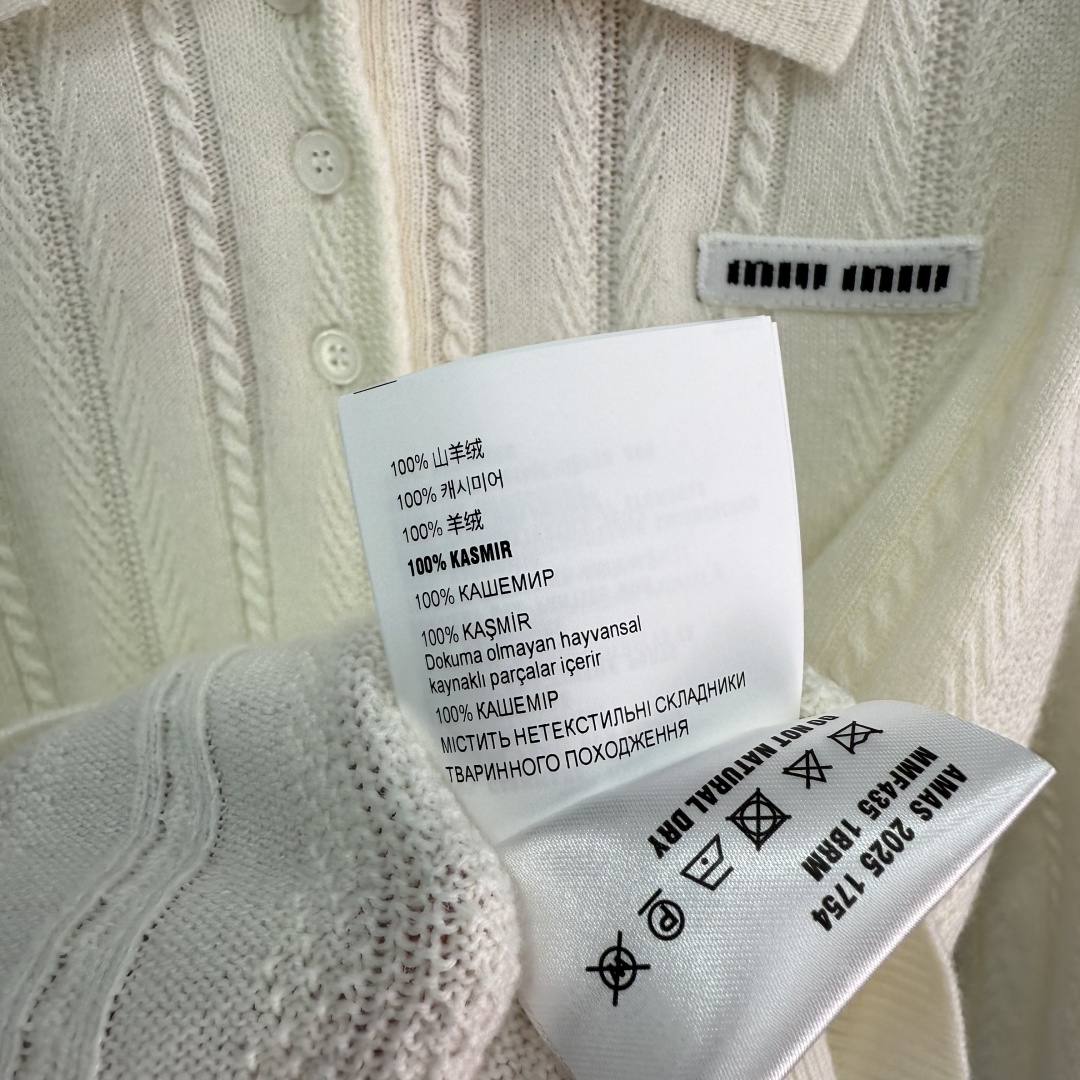 miu miu
100% 山羊绒
100% 캐시미어
100% 羊绒
100% KASMIR
100% КАШЕМИР
100% KAŞMİR
Dokuma olmayan hayvansal
kaynaklı parçalar içerir
100% КАШЕМІР
МІСТИТЬ НЕТЕКСТИЛЬНІ СКЛАДНИКИ
ТВАРИННОГО ПОХОДЖЕННЯ
AMAS 2025 1754
MMF435 1BRM
DO NOT NATURAL DRY
P
W